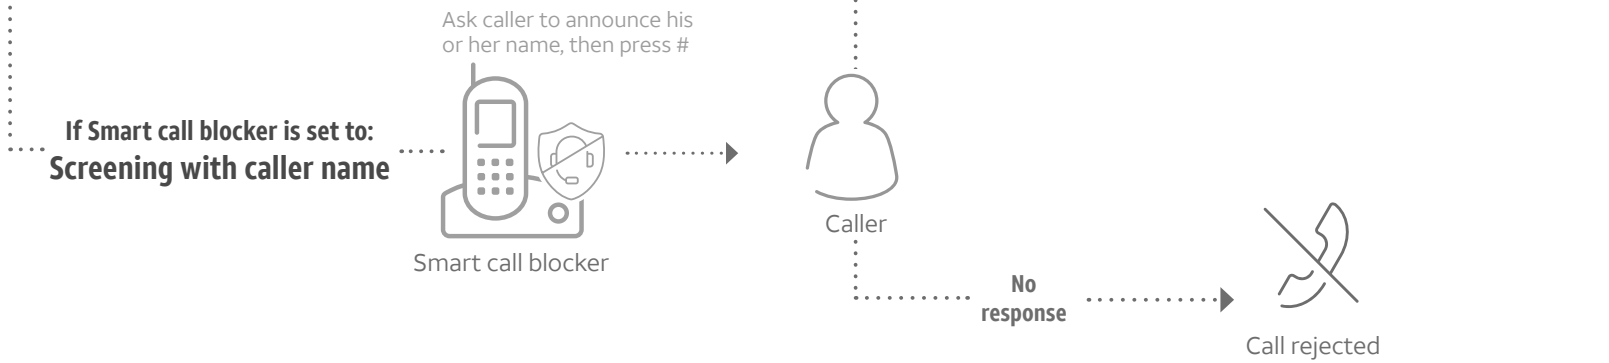 Ask caller to announce his
or her name, then press #
If Smart call blocker is set to:
Screening with caller name
Smart call blocker
Caller
No
response
Call rejected